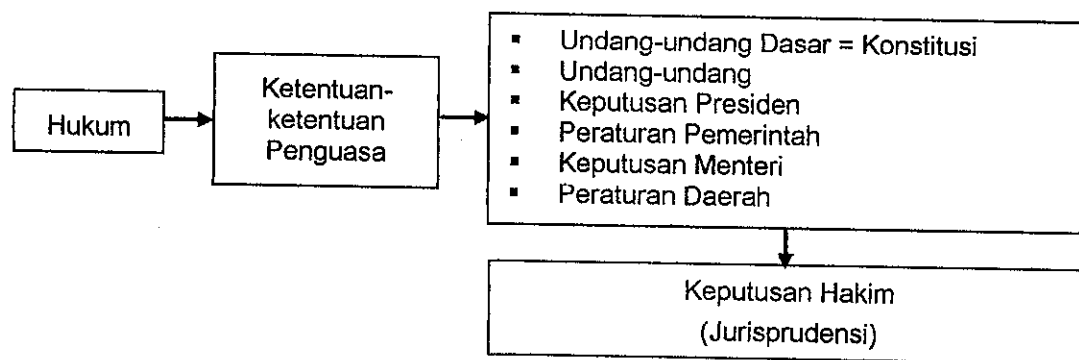 Hukum
Ketentuan-
ketentuan
Penguasa
▪ Undang-undang Dasar = Konstitusi
▪ Undang-undang
▪ Keputusan Presiden
▪ Peraturan Pemerintah
▪ Keputusan Menteri
▪ Peraturan Daerah
Keputusan Hakim
(Jurisprudensi)